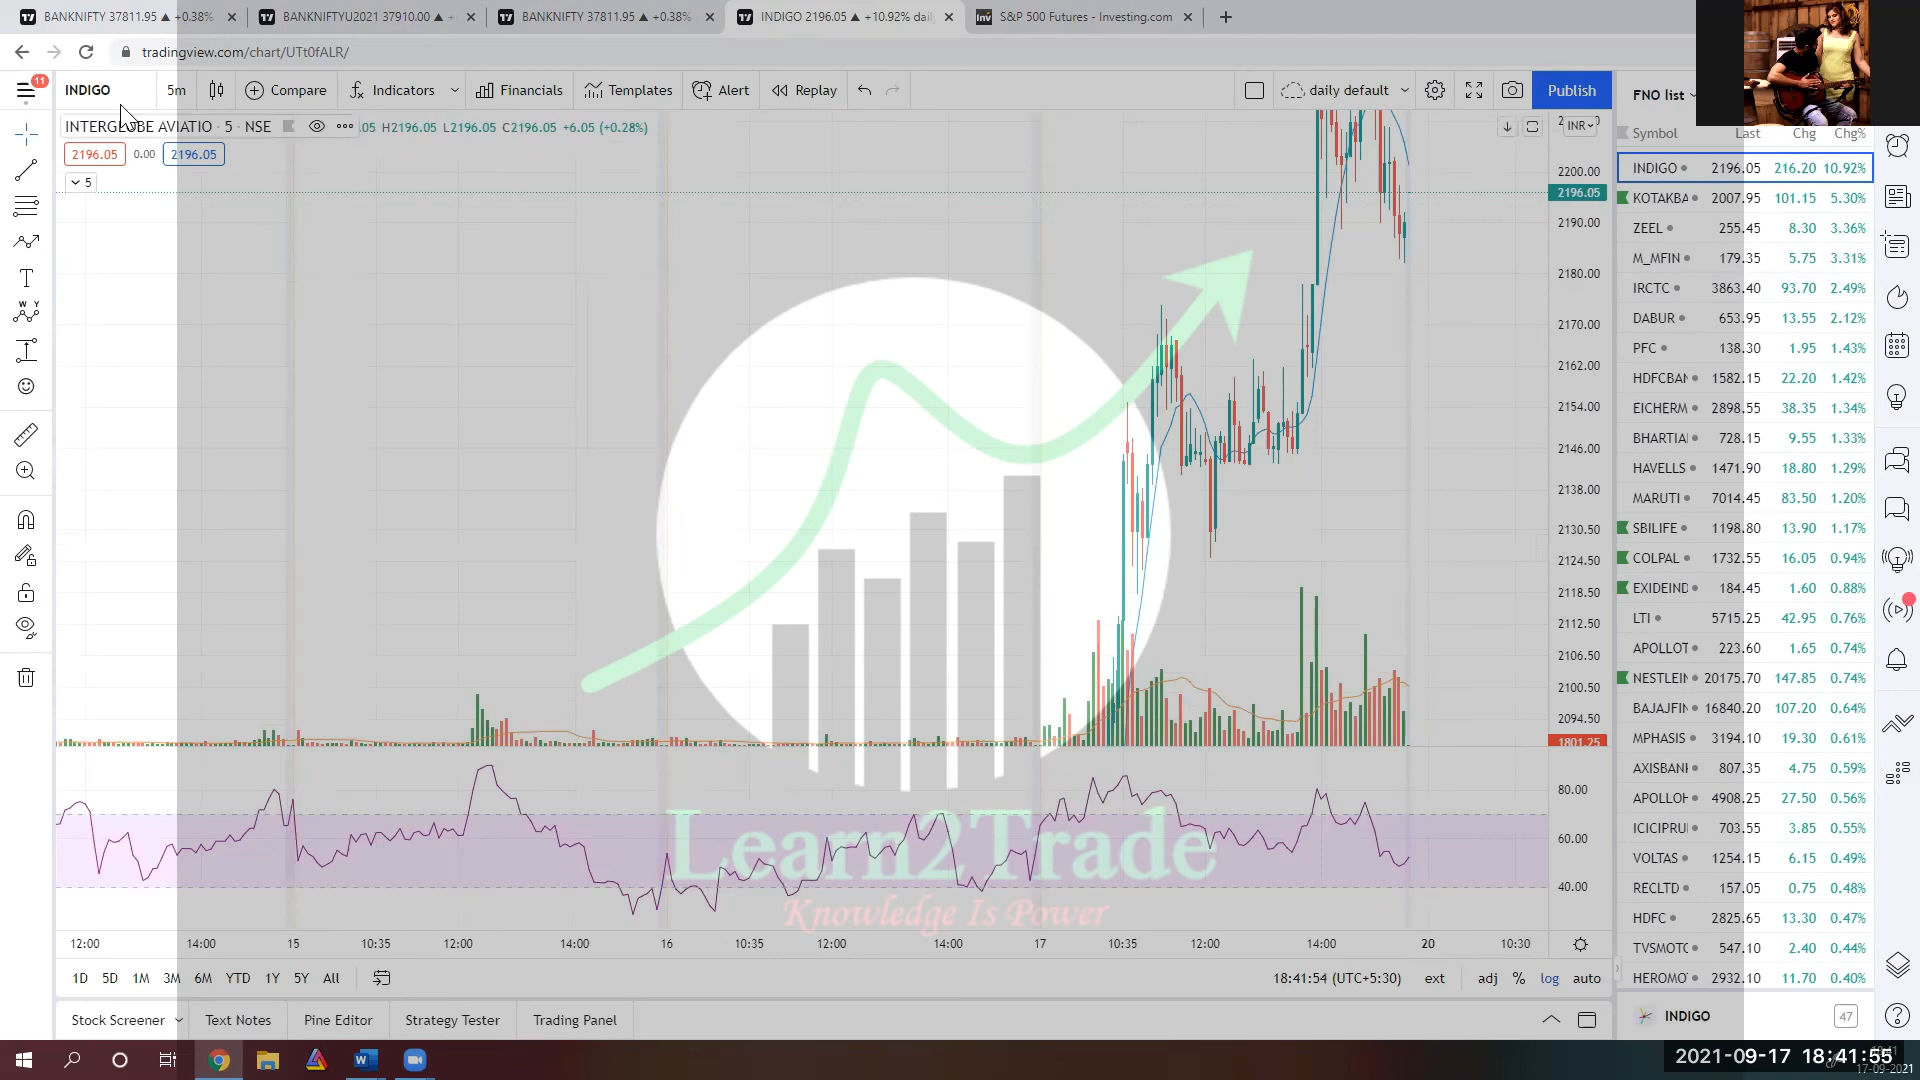 BANKNIFTY 37811.95 ▲ +0.38%
BANKNIFTYU2021 37910.00 ▲ +
BANKNIFTY 37811.95 ▲ +0.38%
INDIGO 2196.05 ▲ +10.92% dai
S&P 500 Futures - Investing.com
tradingview.com/chart/UTt0fALR/
11
INDIGO
5m
Compare
Indicators
Financials
Templates
Alert
Replay
daily default
Publish
INTERGLOBE AVIATIO · 5 · NSE
.05 H2196.05 L2196.05 C2196.05 +6.05 (+0.28%)
INR
2196.05 0.00 2196.05
5
2200.00
2196.05
2190.00
2180.00
2170.00
2162.00
2154.00
2146.00
2138.00
2130.50
2124.50
2118.50
2112.50
2106.50
2100.50
2094.50
1801.25
80.00
60.00
40.00
Learn2Trade
Knowledge Is Power
12:00 14:00 15 10:35 12:00 14:00 16 10:35 12:00 14:00 17 10:35 12:00 14:00 20 10:30
1D 5D 1M 3M 6M YTD 1Y 5Y All
18:41:54 (UTC+5:30) ext adj % log auto
Stock Screener Text Notes Pine Editor Strategy Tester Trading Panel
FNO list
Symbol Last Chg Chg%
INDIGO 2196.05 216.20 10.92%
KOTAKBA 2007.95 101.15 5.30%
ZEEL 255.45 8.30 3.36%
M_MFIN 179.35 5.75 3.31%
IRCTC 3863.40 93.70 2.49%
DABUR 653.95 13.55 2.12%
PFC 138.30 1.95 1.43%
HDFCBAN 1582.15 22.20 1.42%
EICHERM 2898.55 38.35 1.34%
BHARTIAI 728.15 9.55 1.33%
HAVELLS 1471.90 18.80 1.29%
MARUTI 7014.45 83.50 1.20%
SBILIFE 1198.80 13.90 1.17%
COLPAL 1732.55 16.05 0.94%
EXIDEIND 184.45 1.60 0.88%
LTI 5715.25 42.95 0.76%
APOLLOT 223.60 1.65 0.74%
NESTLEIN 20175.70 147.85 0.74%
BAJAJFIN 16840.20 107.20 0.64%
MPHASIS 3194.10 19.30 0.61%
AXISBANK 807.35 4.75 0.59%
APOLLOH 4908.25 27.50 0.56%
ICICIPRUI 703.55 3.85 0.55%
VOLTAS 1254.15 6.15 0.49%
RECLTD 157.05 0.75 0.48%
HDFC 2825.65 13.30 0.47%
TVSMOTO 547.10 2.40 0.44%
HEROMO 2932.10 11.70 0.40%
INDIGO 47
2021-09-17 18:41:55
17-09-2021